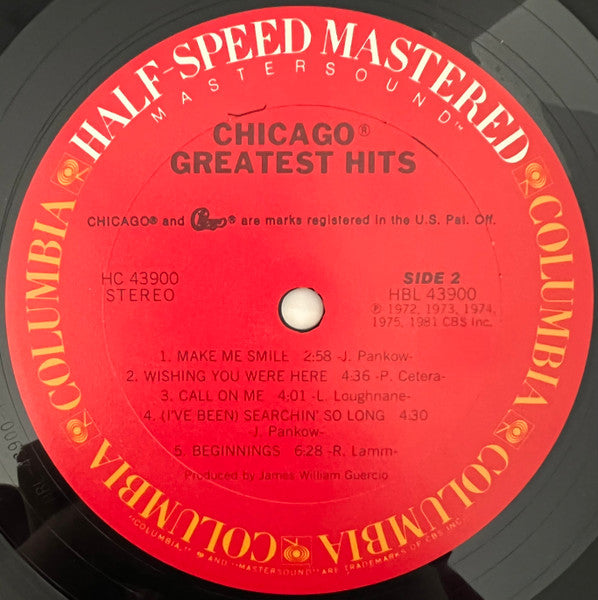 HALF-SPEED MASTERED
MASTERSOUND™
CHICAGO®
GREATEST HITS
CHICAGO® and Chicago® are marks registered in the U.S. Pat. Off.
HC 43900
STEREO
SIDE 2
HBL 43900
℗ 1972, 1973, 1974,
1975, 1981 CBS Inc.
1. MAKE ME SMILE 2:58 -J. Pankow-
2. WISHING YOU WERE HERE 4:36 -P. Cetera-
3. CALL ON ME 4:01 -L. Loughnane-
4. (I'VE BEEN) SEARCHIN' SO LONG 4:30
-J. Pankow-
5. BEGINNINGS 6:28 -R. Lamm-
Produced by James William Guercio
COLUMBIA
COLUMBIA
COLUMBIA
COLUMBIA
COLUMBIA
COLUMBIA
"COLUMBIA," AND "MASTERSOUND" ARE TRADEMARKS OF CBS INC.